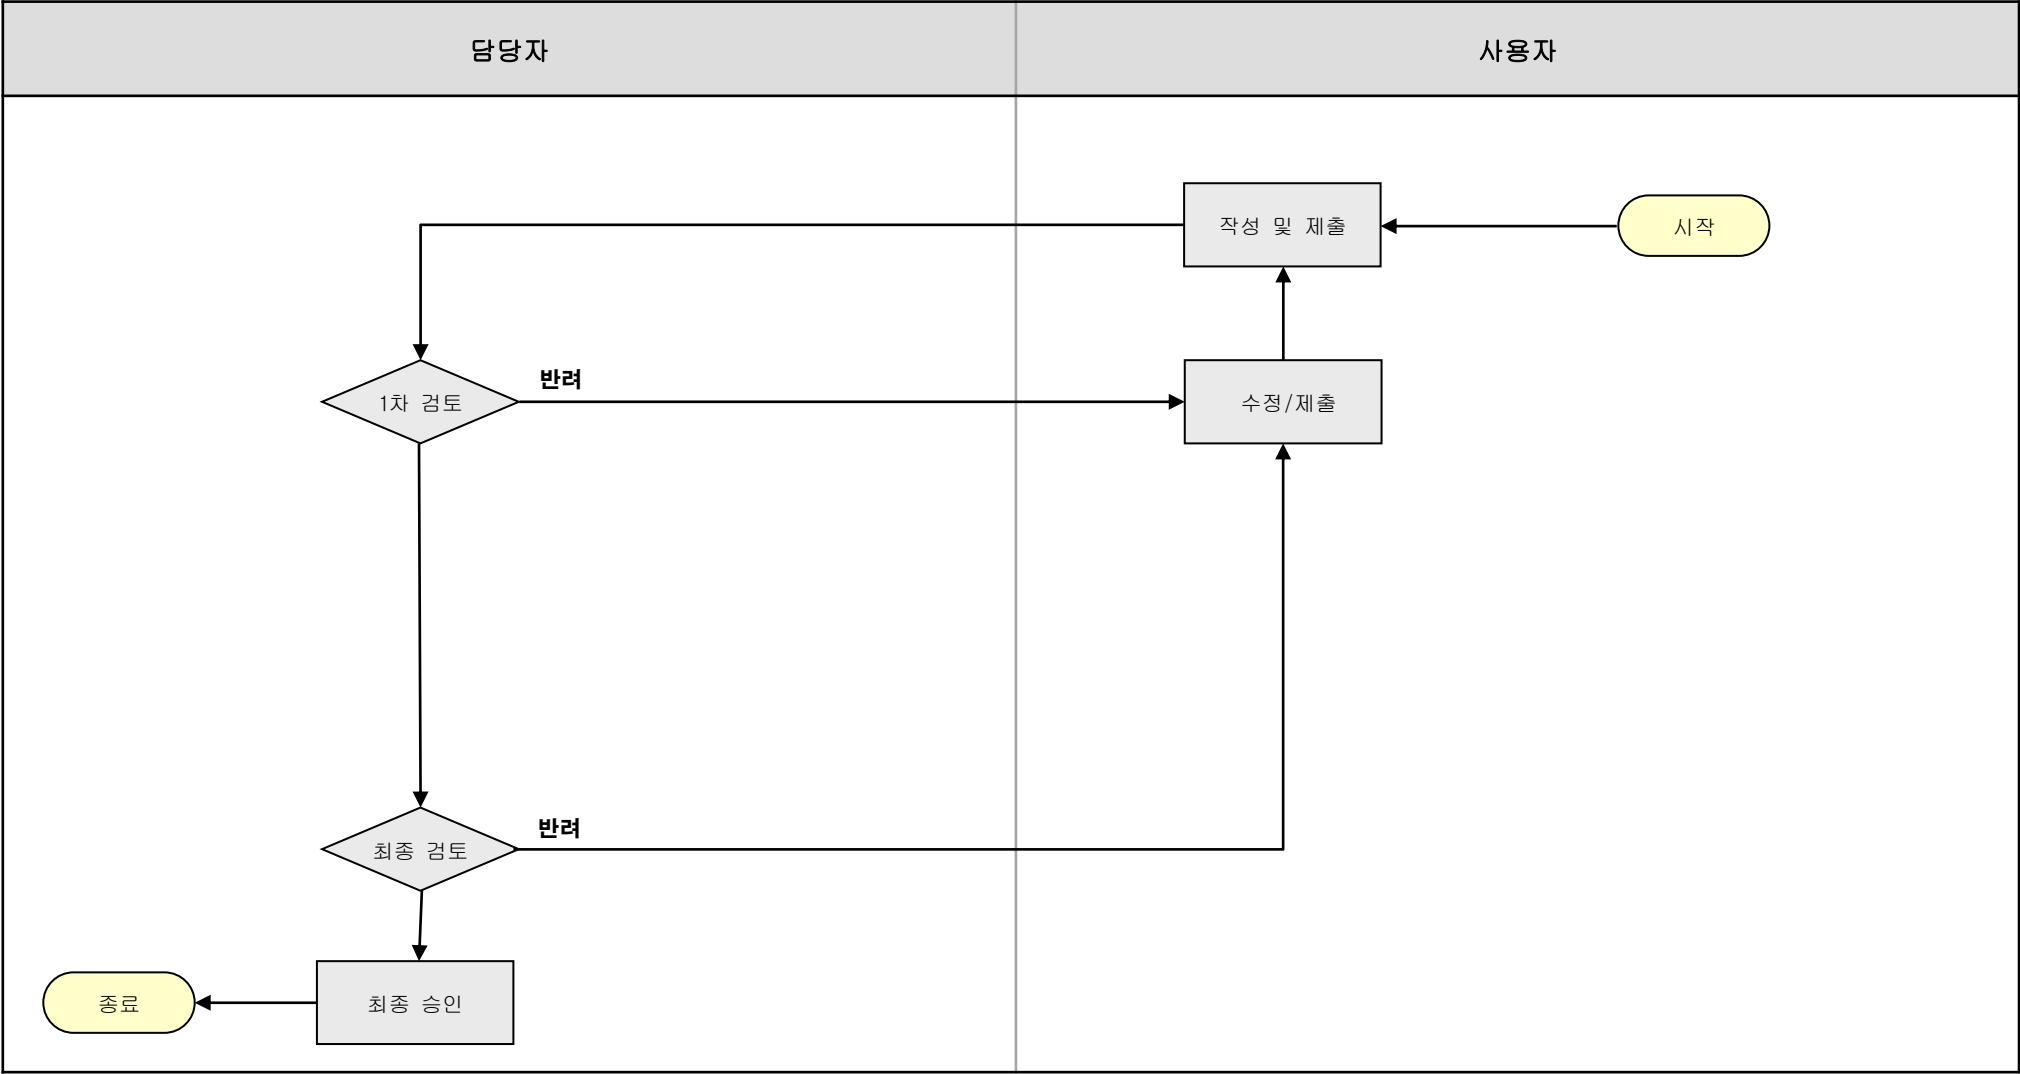 담당자
사용자
작성 및 제출
시작
1차 검토
반려
수정/제출
최종 검토
반려
종료
최종 승인